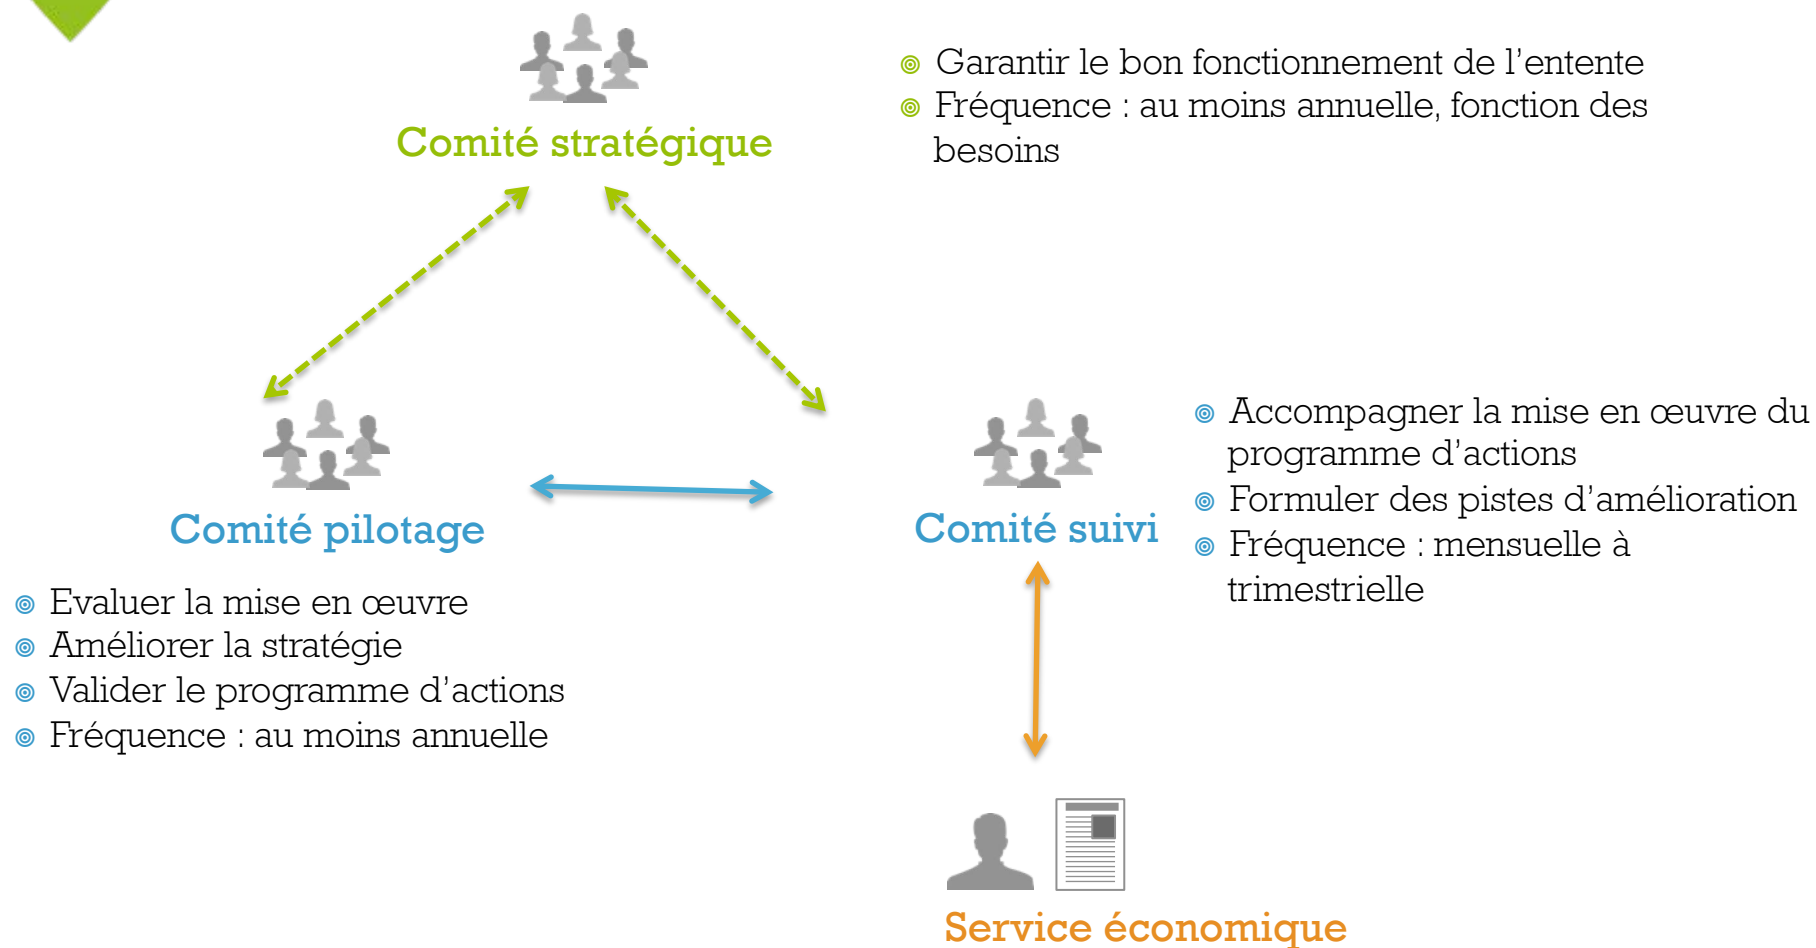 Comité stratégique
Garantir le bon fonctionnement de l’entente
Fréquence : au moins annuelle, fonction des
besoins
Comité pilotage
Evaluer la mise en œuvre
Améliorer la stratégie
Valider le programme d’actions
Fréquence : au moins annuelle
Comité suivi
Accompagner la mise en œuvre du
programme d’actions
Formuler des pistes d’amélioration
Fréquence : mensuelle à
trimestrielle
Service économique